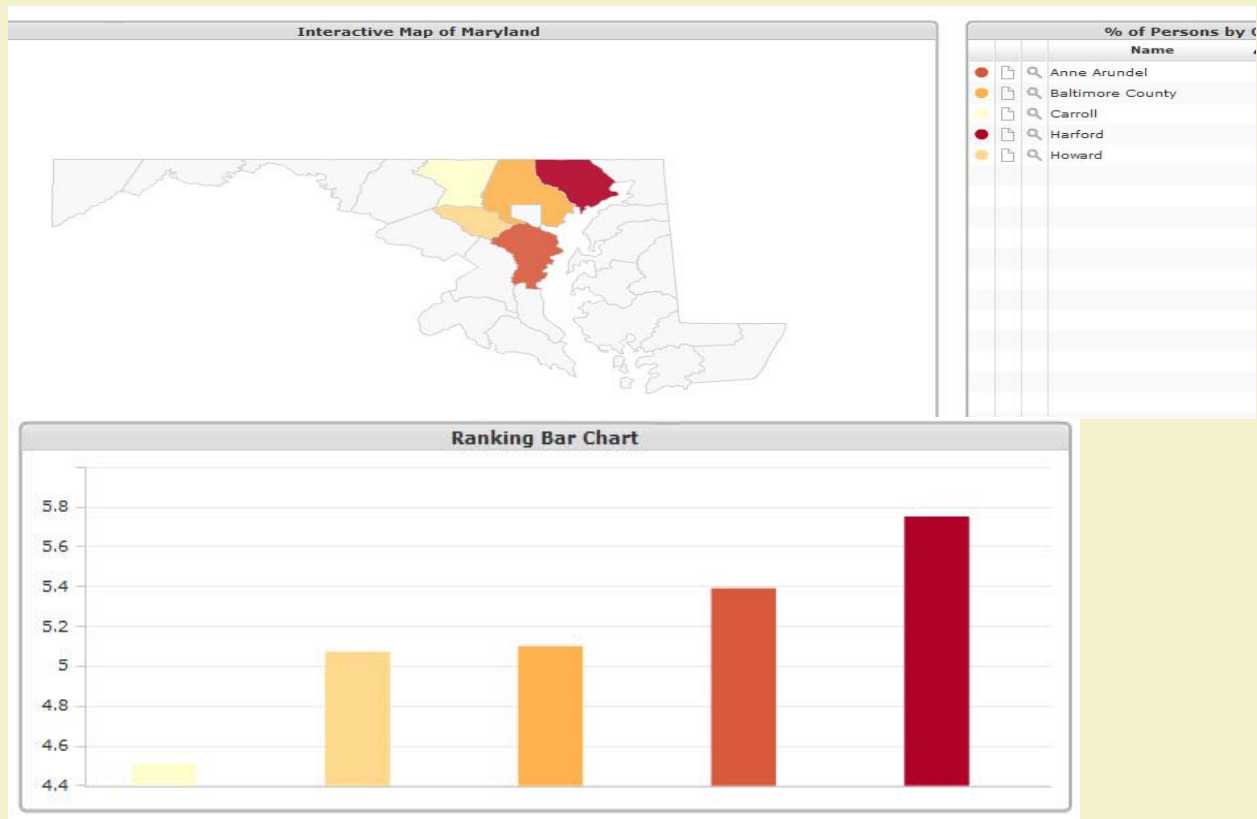 Interactive Map of Maryland
% of Persons by
Name
Anne Arundel
Baltimore County
Carroll
Harford
Howard
Ranking Bar Chart
5.8
5.6
5.4
5.2
5
4.8
4.6
4.4